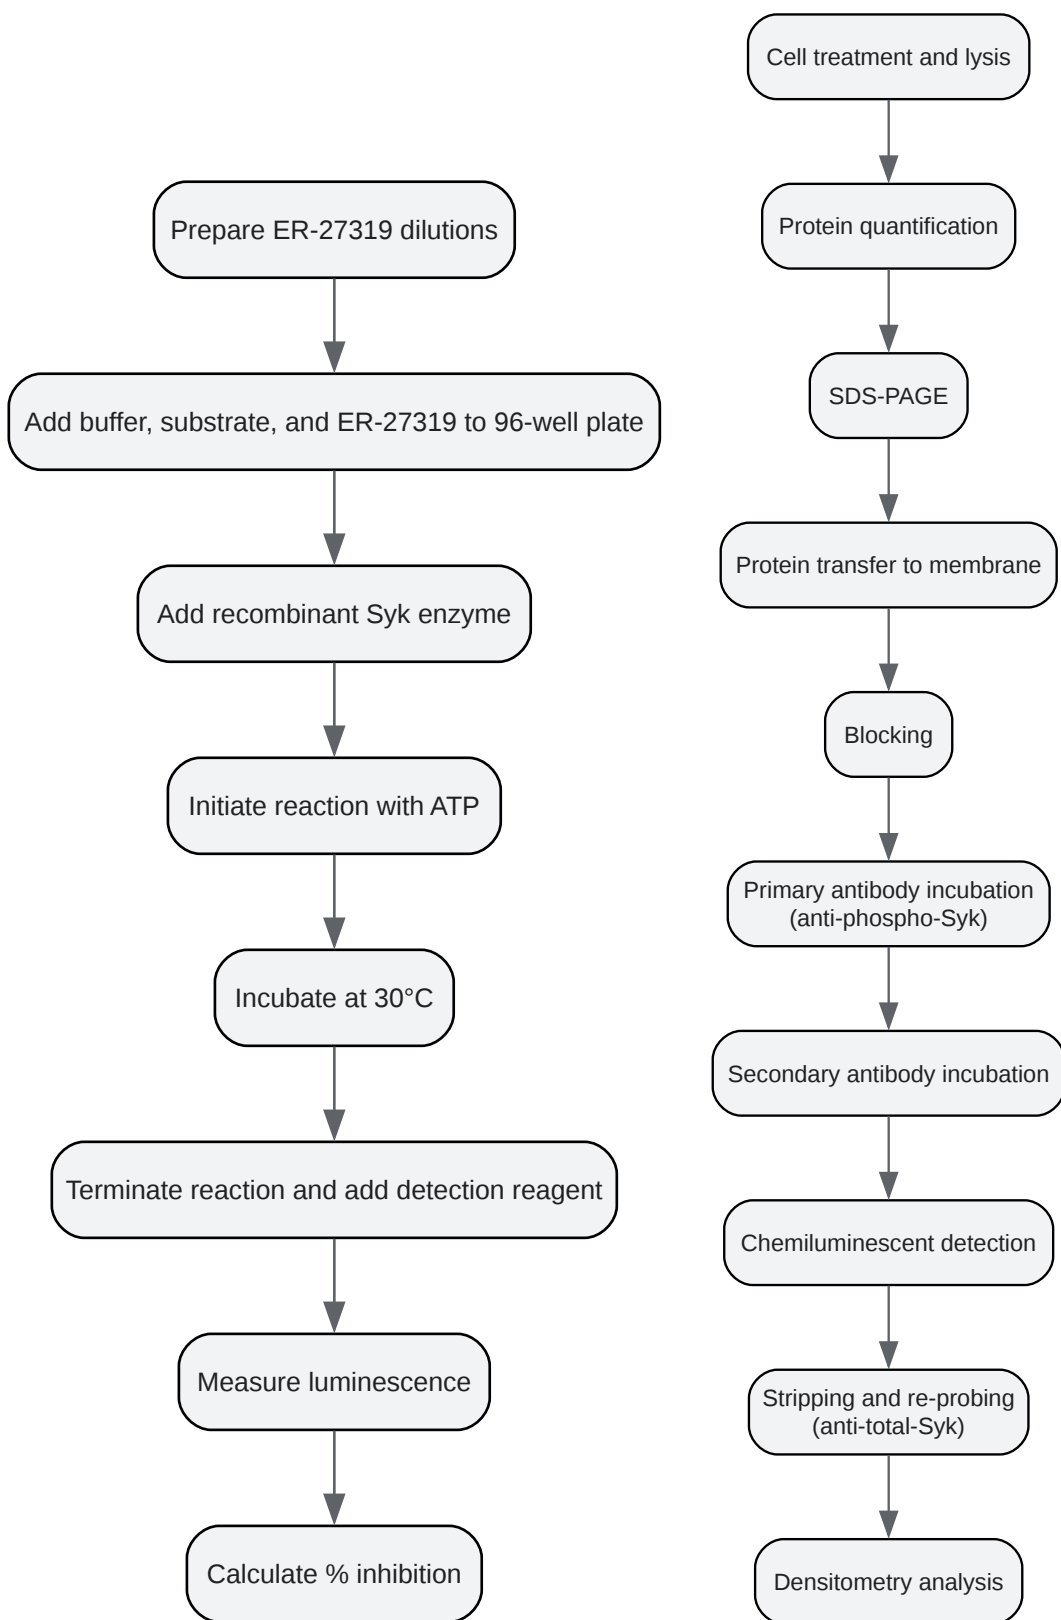 Prepare ER-27319 dilutions
Add buffer, substrate, and ER-27319 to 96-well plate
Add recombinant Syk enzyme
Initiate reaction with ATP
Incubate at 30°C
Terminate reaction and add detection reagent
Measure luminescence
Calculate % inhibition
Cell treatment and lysis
Protein quantification
SDS-PAGE
Protein transfer to membrane
Blocking
Primary antibody incubation
(anti-phospho-Syk)
Secondary antibody incubation
Chemiluminescent detection
Stripping and re-probing
(anti-total-Syk)
Densitometry analysis